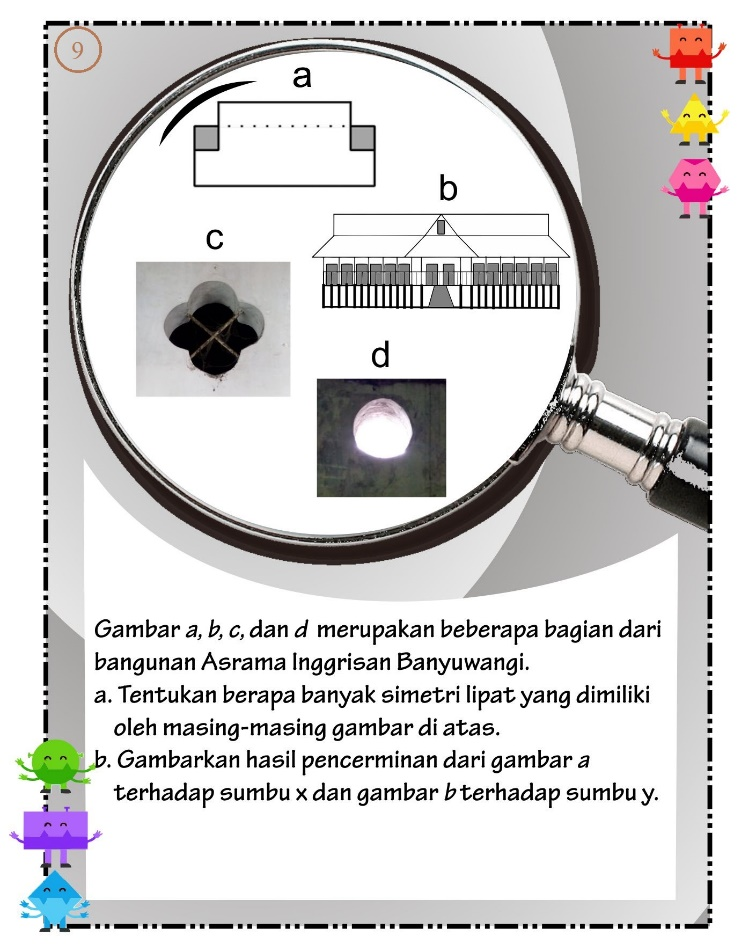 9
a
b
c
d
Gambar a, b, c, dan d merupakan beberapa bagian dari
bangunan Asrama Inggrisan Banyuwangi.
a. Tentukan berapa banyak simetri lipat yang dimiliki
oleh masing-masing gambar di atas.
b. Gambarkan hasil pencerminan dari gambar a
terhadap sumbu x dan gambar b terhadap sumbu y.